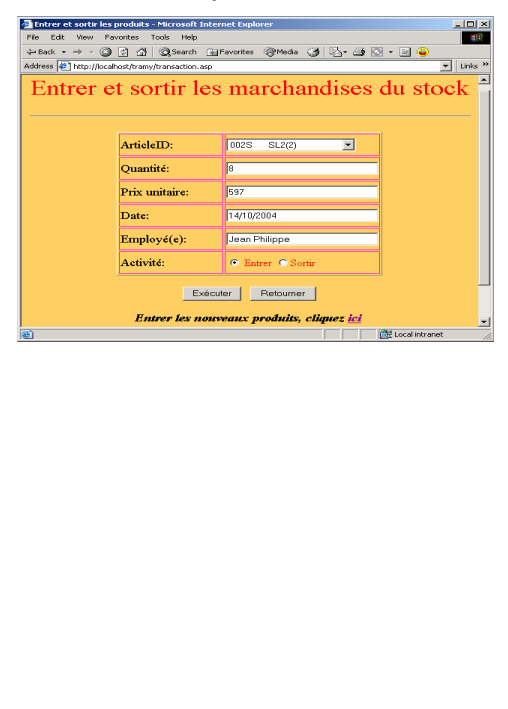 Entrer et sortir les produits - Microsoft Internet Explorer
File Edit View Favorites Tools Help
Back Search Favorites Media
Address http://localhost/tramy/transaction.asp Links »
Entrer et sortir les marchandises du stock
ArticleID: 002S SL2(2)
Quantité: 8
Prix unitaire: 597
Date: 14/10/2004
Employé(e): Jean Philippe
Activité: Entrer Sortir
Exécuter Retourner
Entrer les nouveaux produits, cliquez ici
Local intranet